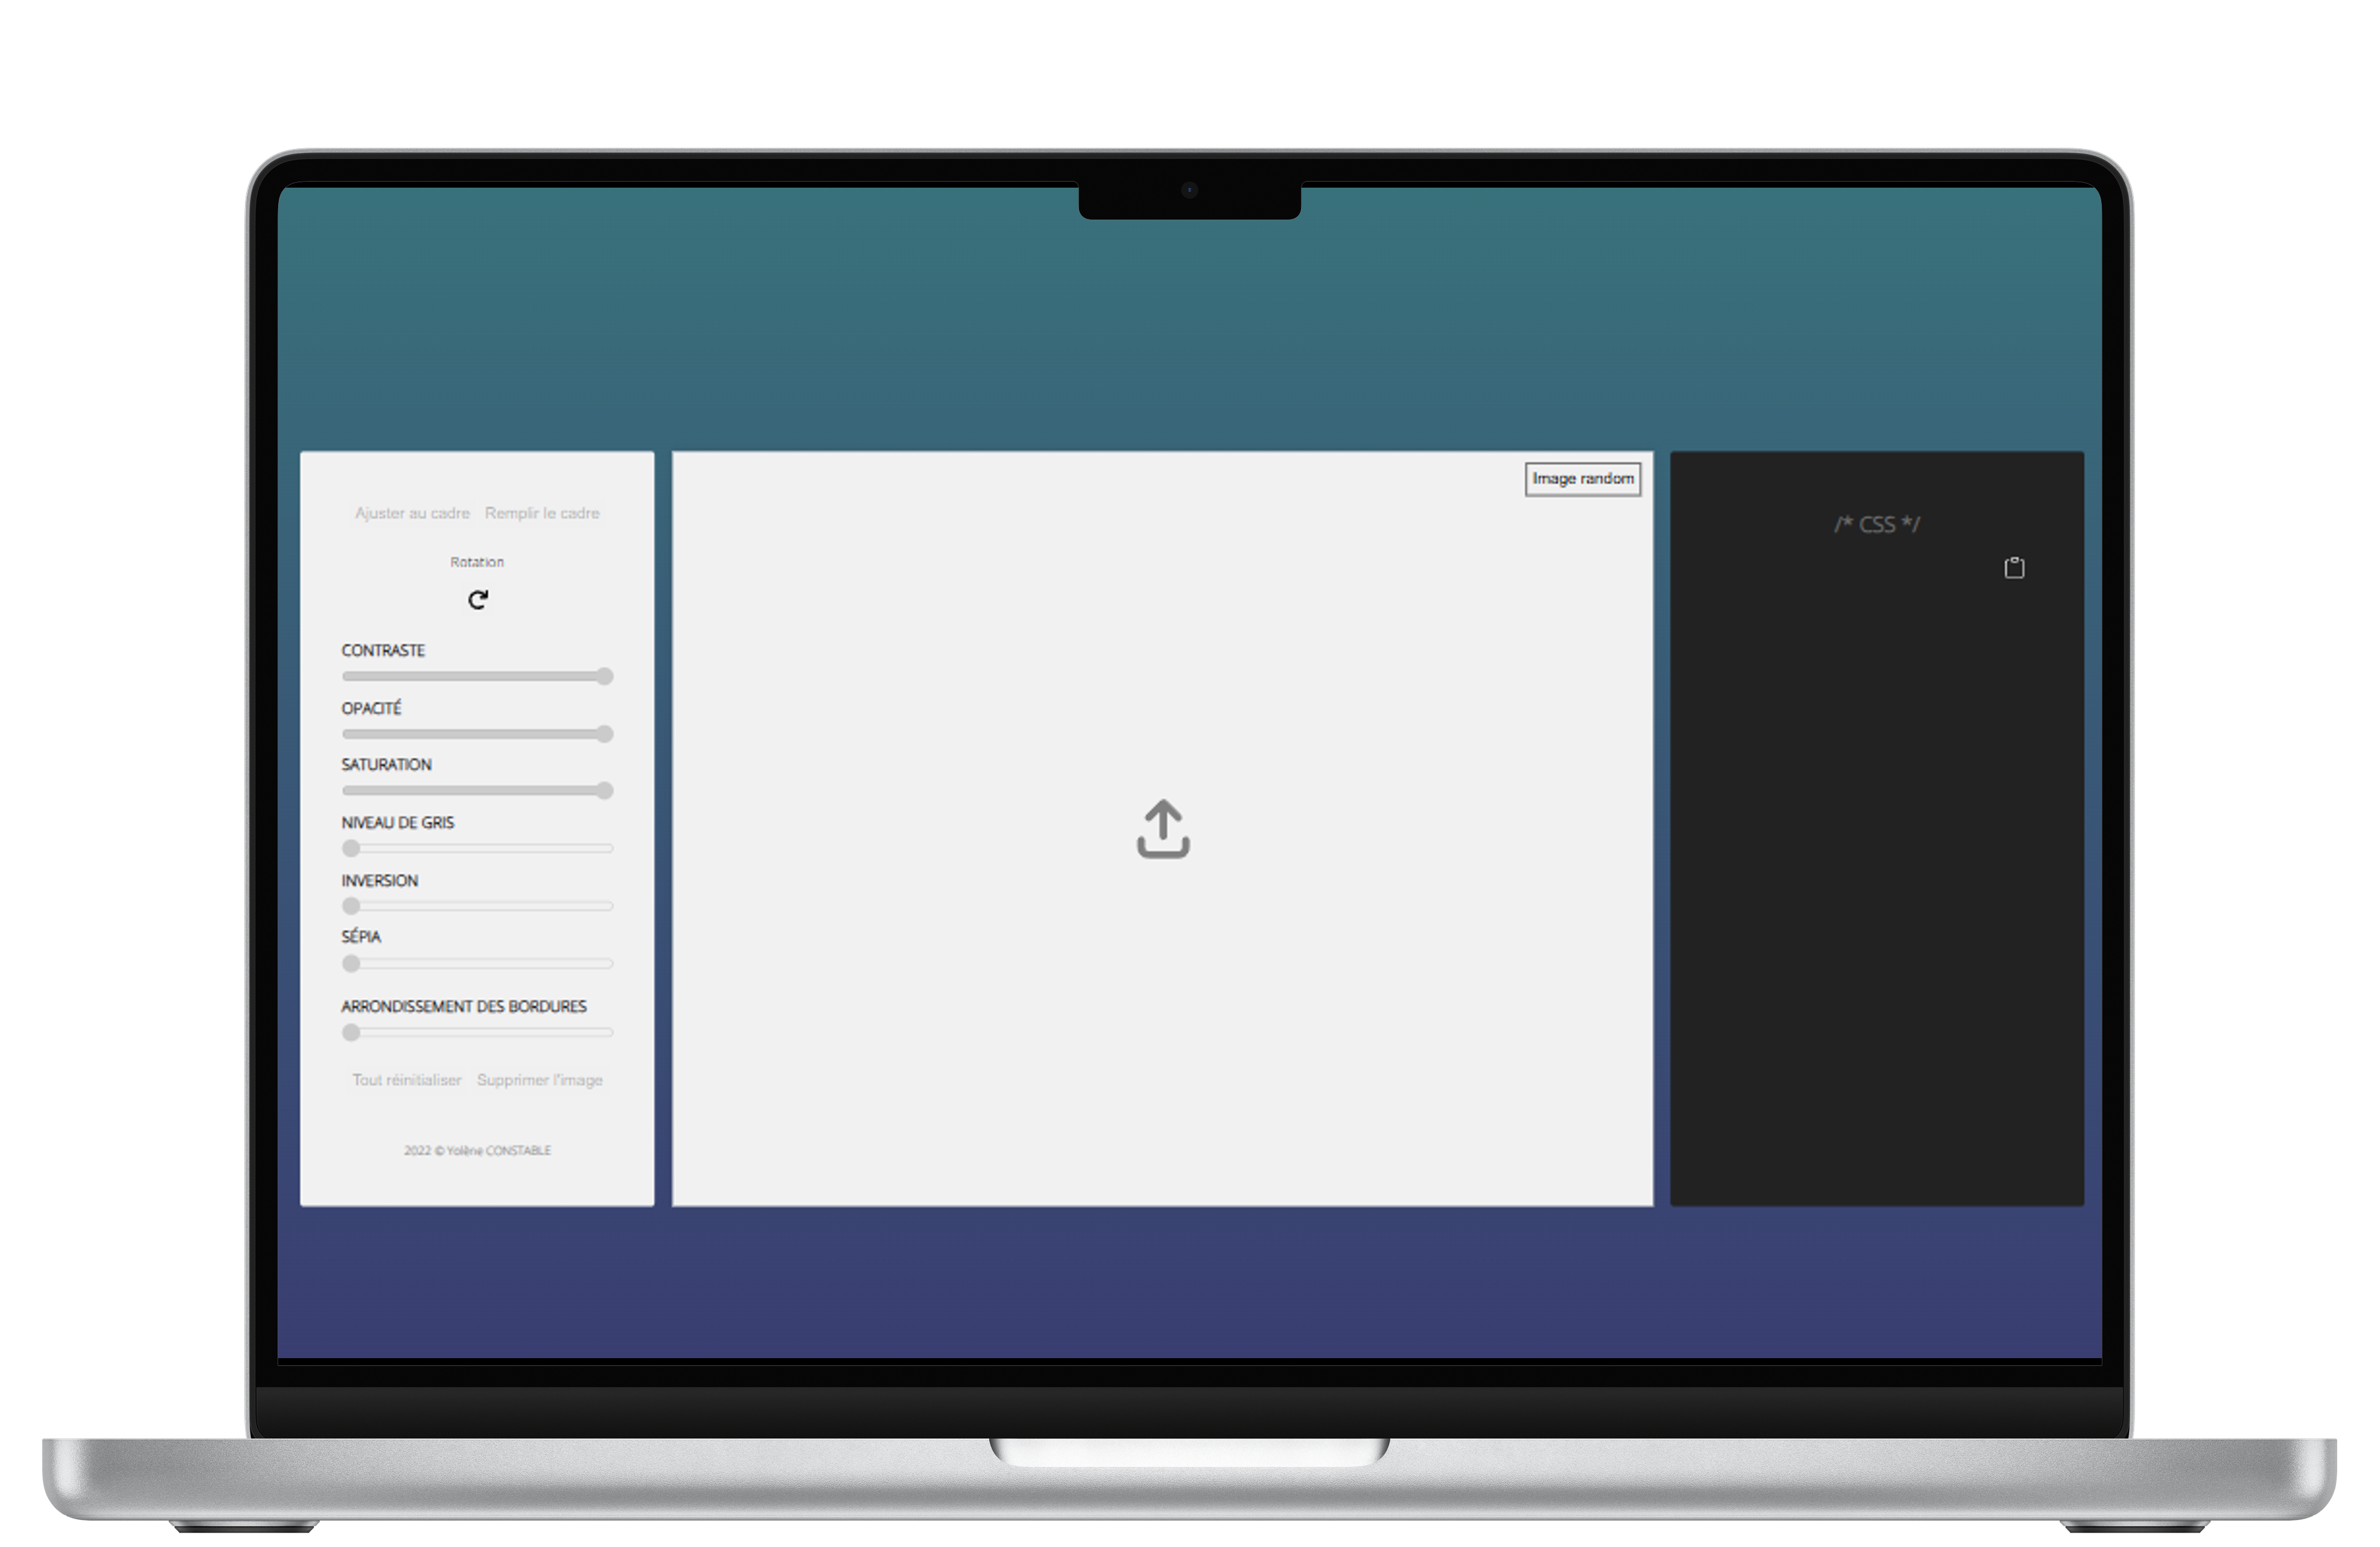 Ajuster au cadre Remplir le cadre
Rotation
CONTRASTE
OPACITÉ
SATURATION
NIVEAU DE GRIS
INVERSION
SÉPIA
ARRONDISSEMENT DES BORDURES
Tout réinitialiser Supprimer l'image
2022 © Yolène CONSTABLE
Image random
/* CSS */